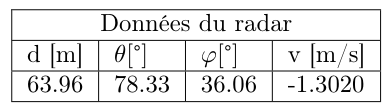 Données du radar
d [m] θ[°] φ[°] v [m/s]
63.96 78.33 36.06 -1.3020